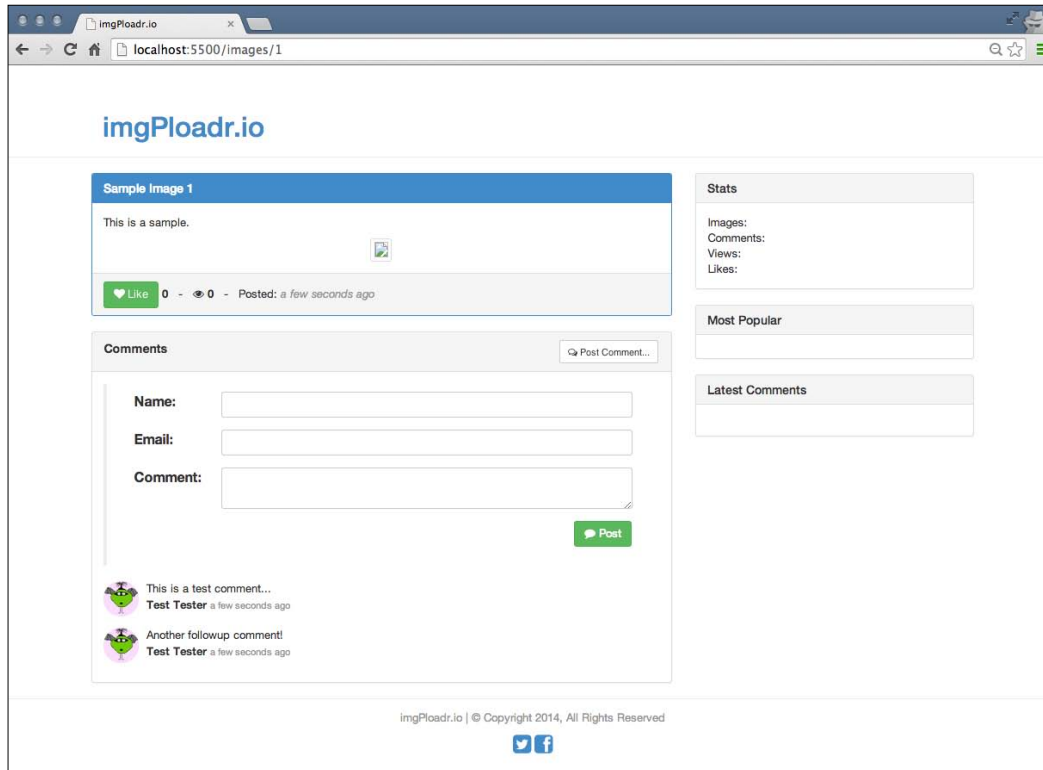 imgPloadr.io
localhost:5500/images/1
imgPloadr.io
Sample Image 1
This is a sample.
Like 0 - 0 - Posted: a few seconds ago
Comments
Post Comment...
Name:
Email:
Comment:
Post
This is a test comment...
Test Tester a few seconds ago
Another followup comment!
Test Tester a few seconds ago
Stats
Images:
Comments:
Views:
Likes:
Most Popular
Latest Comments
imgPloadr.io | © Copyright 2014, All Rights Reserved